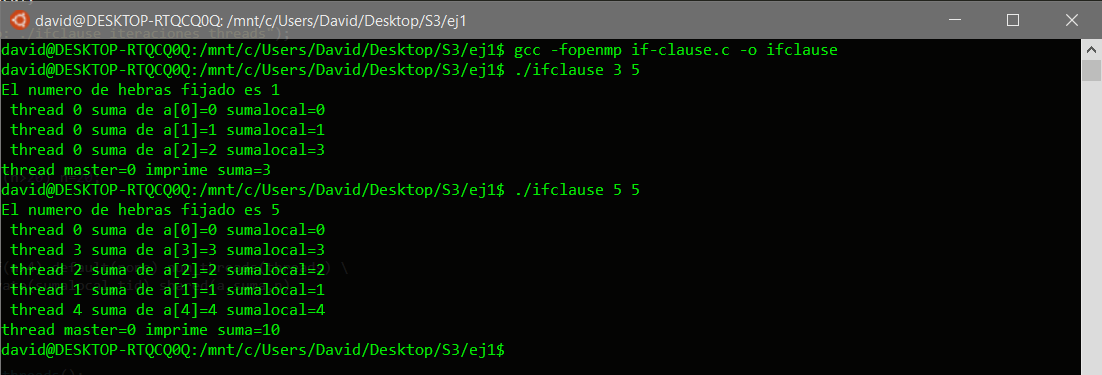 david@DESKTOP-RTQCQ0Q: /mnt/c/Users/David/Desktop/S3/ej1
david@DESKTOP-RTQCQ0Q:/mnt/c/Users/David/Desktop/S3/ej1$ gcc -fopenmp if-clause.c -o ifclause
david@DESKTOP-RTQCQ0Q:/mnt/c/Users/David/Desktop/S3/ej1$ ./ifclause 3 5
El numero de hebras fijado es 1
thread 0 suma de a[0]=0 sumalocal=0
thread 0 suma de a[1]=1 sumalocal=1
thread 0 suma de a[2]=2 sumalocal=3
thread master=0 imprime suma=3
david@DESKTOP-RTQCQ0Q:/mnt/c/Users/David/Desktop/S3/ej1$ ./ifclause 5 5
El numero de hebras fijado es 5
thread 0 suma de a[0]=0 sumalocal=0
thread 3 suma de a[3]=3 sumalocal=3
thread 2 suma de a[2]=2 sumalocal=2
thread 1 suma de a[1]=1 sumalocal=1
thread 4 suma de a[4]=4 sumalocal=4
thread master=0 imprime suma=10
david@DESKTOP-RTQCQ0Q:/mnt/c/Users/David/Desktop/S3/ej1$